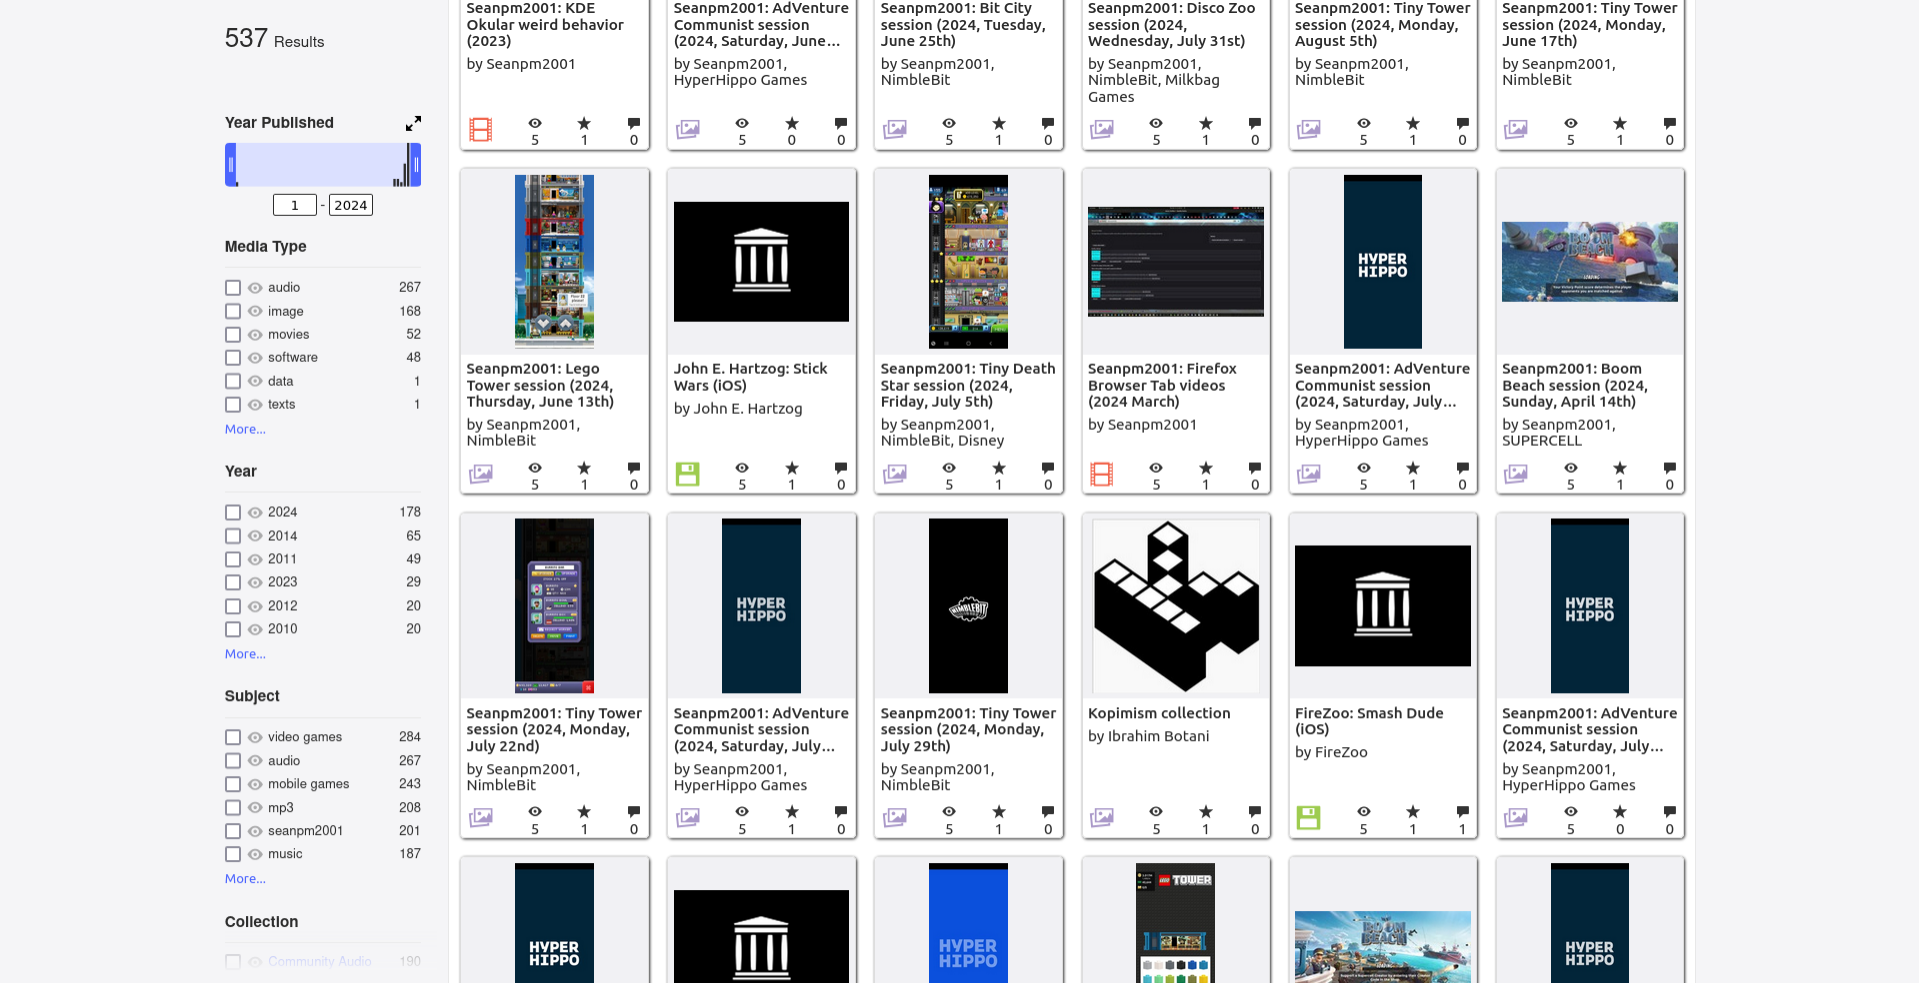 537 Results
Year Published
1 - 2024
Media Type
audio 267
image 168
movies 52
software 48
data 1
texts 1
More...
Year
2024 178
2014 65
2011 49
2023 29
2012 20
2010 20
More...
Subject
video games 284
audio 267
mobile games 243
mp3 208
seanpm2001 201
music 187
More...
Collection
Community Audio 190
Seanpm2001: KDE
Okular weird behavior
(2023)
by Seanpm2001
5 1 0
Seanpm2001: AdVenture
Communist session
(2024, Saturday, June...
by Seanpm2001,
HyperHippo Games
5 0 0
Seanpm2001: Bit City
session (2024, Tuesday,
June 25th)
by Seanpm2001,
NimbleBit
5 1 0
Seanpm2001: Disco Zoo
session (2024,
Wednesday, July 31st)
by Seanpm2001,
NimbleBit, Milkbag
Games
5 1 0
Seanpm2001: Tiny Tower
session (2024, Monday,
August 5th)
by Seanpm2001,
NimbleBit
5 1 0
Seanpm2001: Tiny Tower
session (2024, Monday,
June 17th)
by Seanpm2001,
NimbleBit
5 1 0
Seanpm2001: Lego
Tower session (2024,
Thursday, June 13th)
by Seanpm2001,
NimbleBit
5 1 0
John E. Hartzog: Stick
Wars (iOS)
by John E. Hartzog
5 1 0
Seanpm2001: Tiny Death
Star session (2024,
Friday, July 5th)
by Seanpm2001,
NimbleBit, Disney
5 1 0
Seanpm2001: Firefox
Browser Tab videos
(2024 March)
by Seanpm2001
5 1 0
HYPER
HIPPO
Seanpm2001: AdVenture
Communist session
(2024, Saturday, July...
by Seanpm2001,
HyperHippo Games
5 1 0
BOOM
BEACH
LOADING
Seanpm2001: Boom
Beach session (2024,
Sunday, April 14th)
by Seanpm2001,
SUPERCELL
5 1 0
Seanpm2001: Tiny Tower
session (2024, Monday,
July 22nd)
by Seanpm2001,
NimbleBit
5 1 0
HYPER
HIPPO
Seanpm2001: AdVenture
Communist session
(2024, Saturday, July...
by Seanpm2001,
HyperHippo Games
5 1 0
NIMBLEBIT
Seanpm2001: Tiny Tower
session (2024, Monday,
July 29th)
by Seanpm2001,
NimbleBit
5 1 0
Kopimism collection
by Ibrahim Botani
5 1 0
FireZoo: Smash Dude
(iOS)
by FireZoo
5 1 1
HYPER
HIPPO
Seanpm2001: AdVenture
Communist session
(2024, Saturday, July...
by Seanpm2001,
HyperHippo Games
5 0 0
HYPER
HIPPO
HYPER
HIPPO
LEGO TOWER
BOOM
BEACH
HYPER
HIPPO